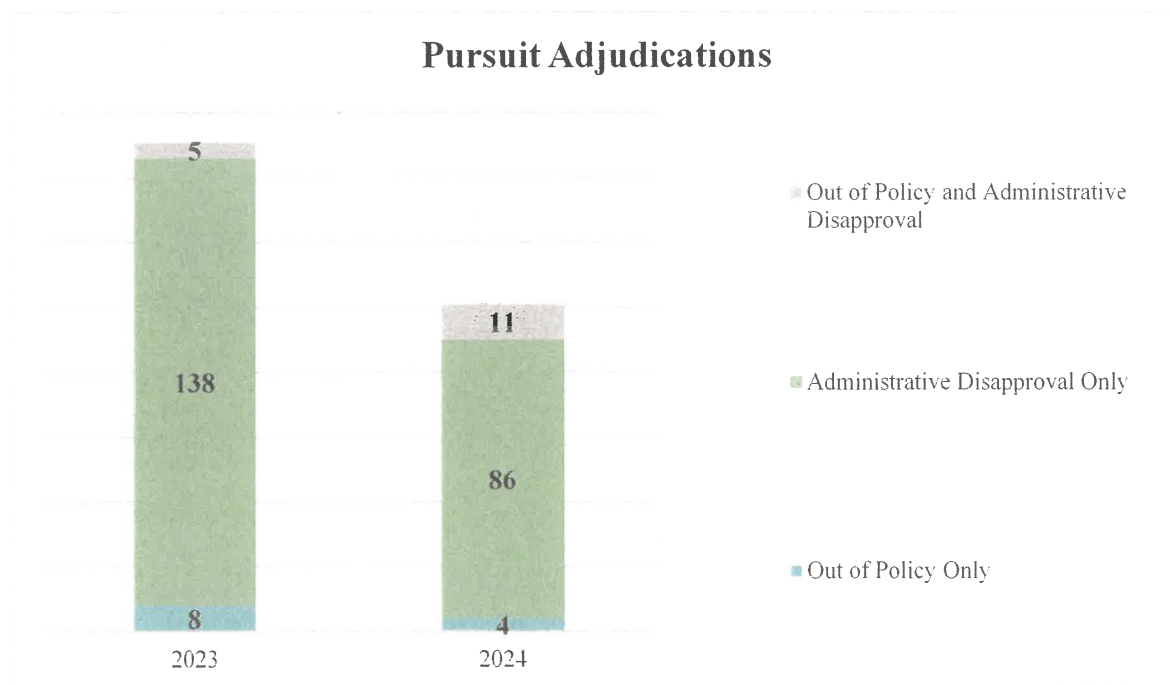 Pursuit Adjudications
5
138
8
2023
11
86
4
2024
Out of Policy and Administrative
Disapproval
Administrative Disapproval Only
Out of Policy Only